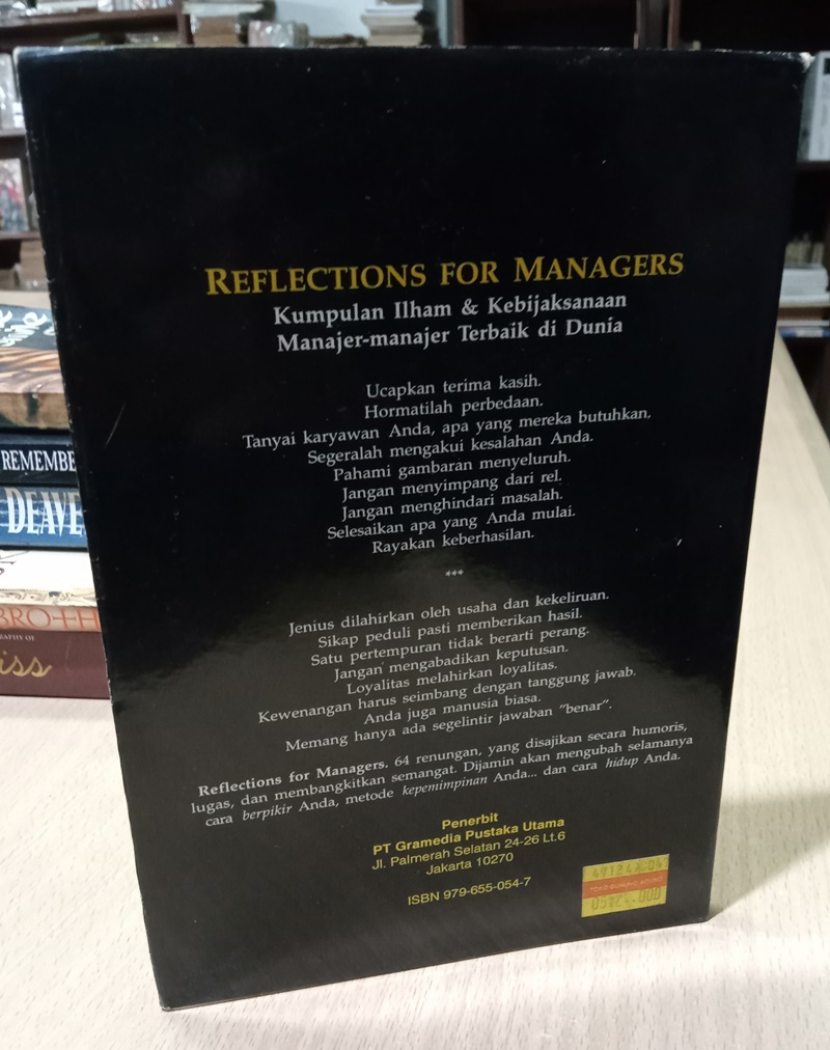 REFLECTIONS FOR MANAGERS
Kumpulan Ilham & Kebijaksanaan
Manajer-manajer Terbaik di Dunia
Ucapkan terima kasih.
Hormatilah perbedaan.
Tanyai karyawan Anda, apa yang mereka butuhkan.
Segeralah mengakui kesalahan Anda.
Pahami gambaran menyeluruh.
Jangan menyimpang dari rel.
Jangan menghindari masalah.
Selesaikan apa yang Anda mulai.
Rayakan keberhasilan.
***
Jenius dilahirkan oleh usaha dan kekeliruan.
Sikap peduli pasti memberikan hasil.
Satu pertempuran tidak berarti perang.
Jangan mengabadikan keputusan.
Loyalitas melahirkan loyalitas.
Kewenangan harus seimbang dengan tanggung jawab.
Anda juga manusia biasa.
Memang hanya ada segelintir jawaban "benar".
Reflections for Managers. 64 renungan, yang disajikan secara humoris,
lugas, dan membangkitkan semangat. Dijamin akan mengubah selamanya
cara berpikir Anda, metode kepemimpinan Anda... dan cara hidup Anda.
Penerbit
PT Gramedia Pustaka Utama
Jl. Palmerah Selatan 24-26 Lt.6
Jakarta 10270
ISBN 979-655-054-7
TOKO GUNUNG AGUNG
REMEMBE
DEAVE
BROTH
RAPHY OF
iss